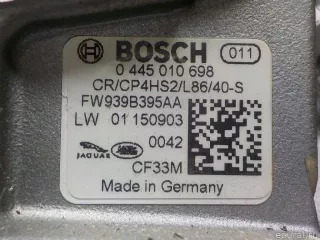 BOSCH 011
0 445 010 698
CR/CP4HS2/L86/40-S
FW939B395AA
LW 01 150903
0042
JAGUAR
CF33M
Made in Germany